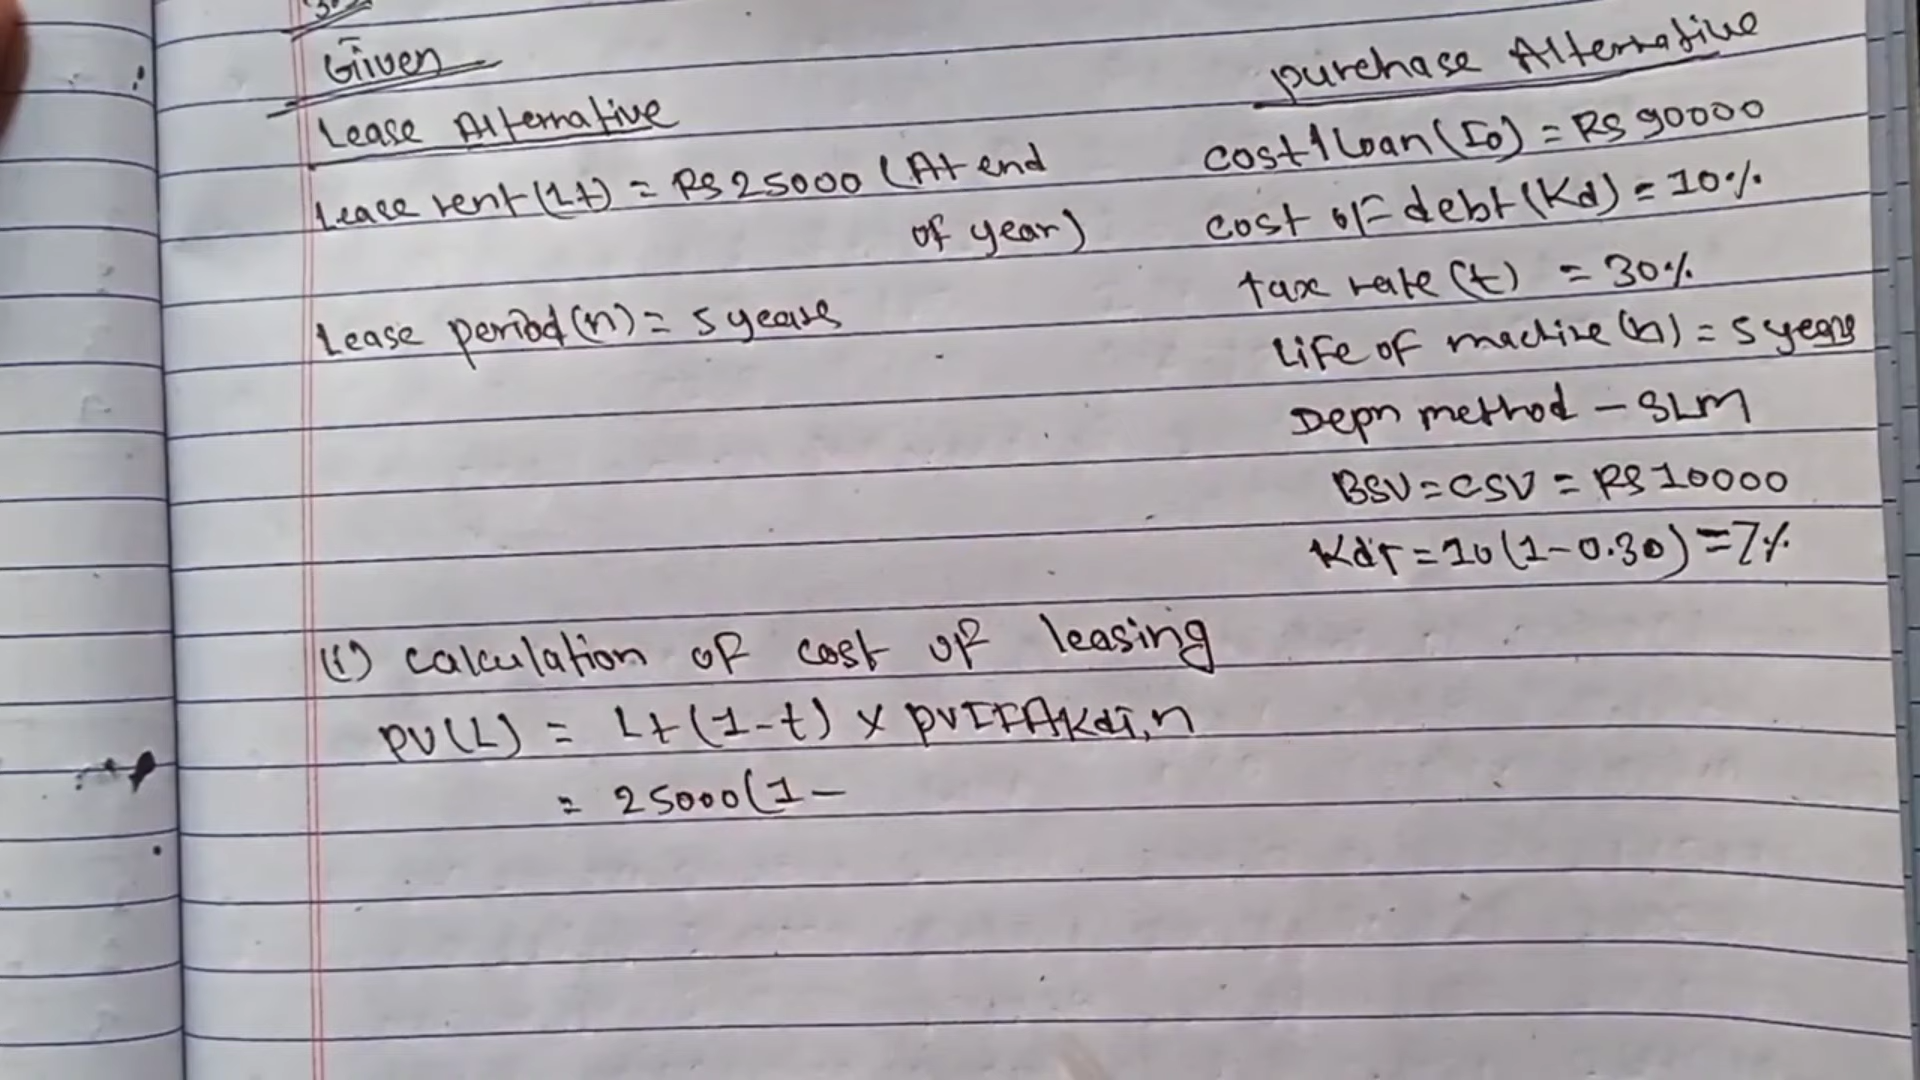 Given
Lease Alternative
Lease rent (Lt) = RS 25000 (At end
of year)
Lease period (n) = 5 years
purchase Alternative
cost/Loan (I0) = RS 90000
cost of debt (Kd) = 10%
tax rate (t) = 30%
Life of machine (n) = 5 years
Depn method - SLM
BSV = CSV = RS 10000
KdT = 10 (1-0.30) = 7%
(i) calculation of cost of leasing
PV(L) = Lt (1-t) x PVIFAKdT,n
= 25000 (1 -